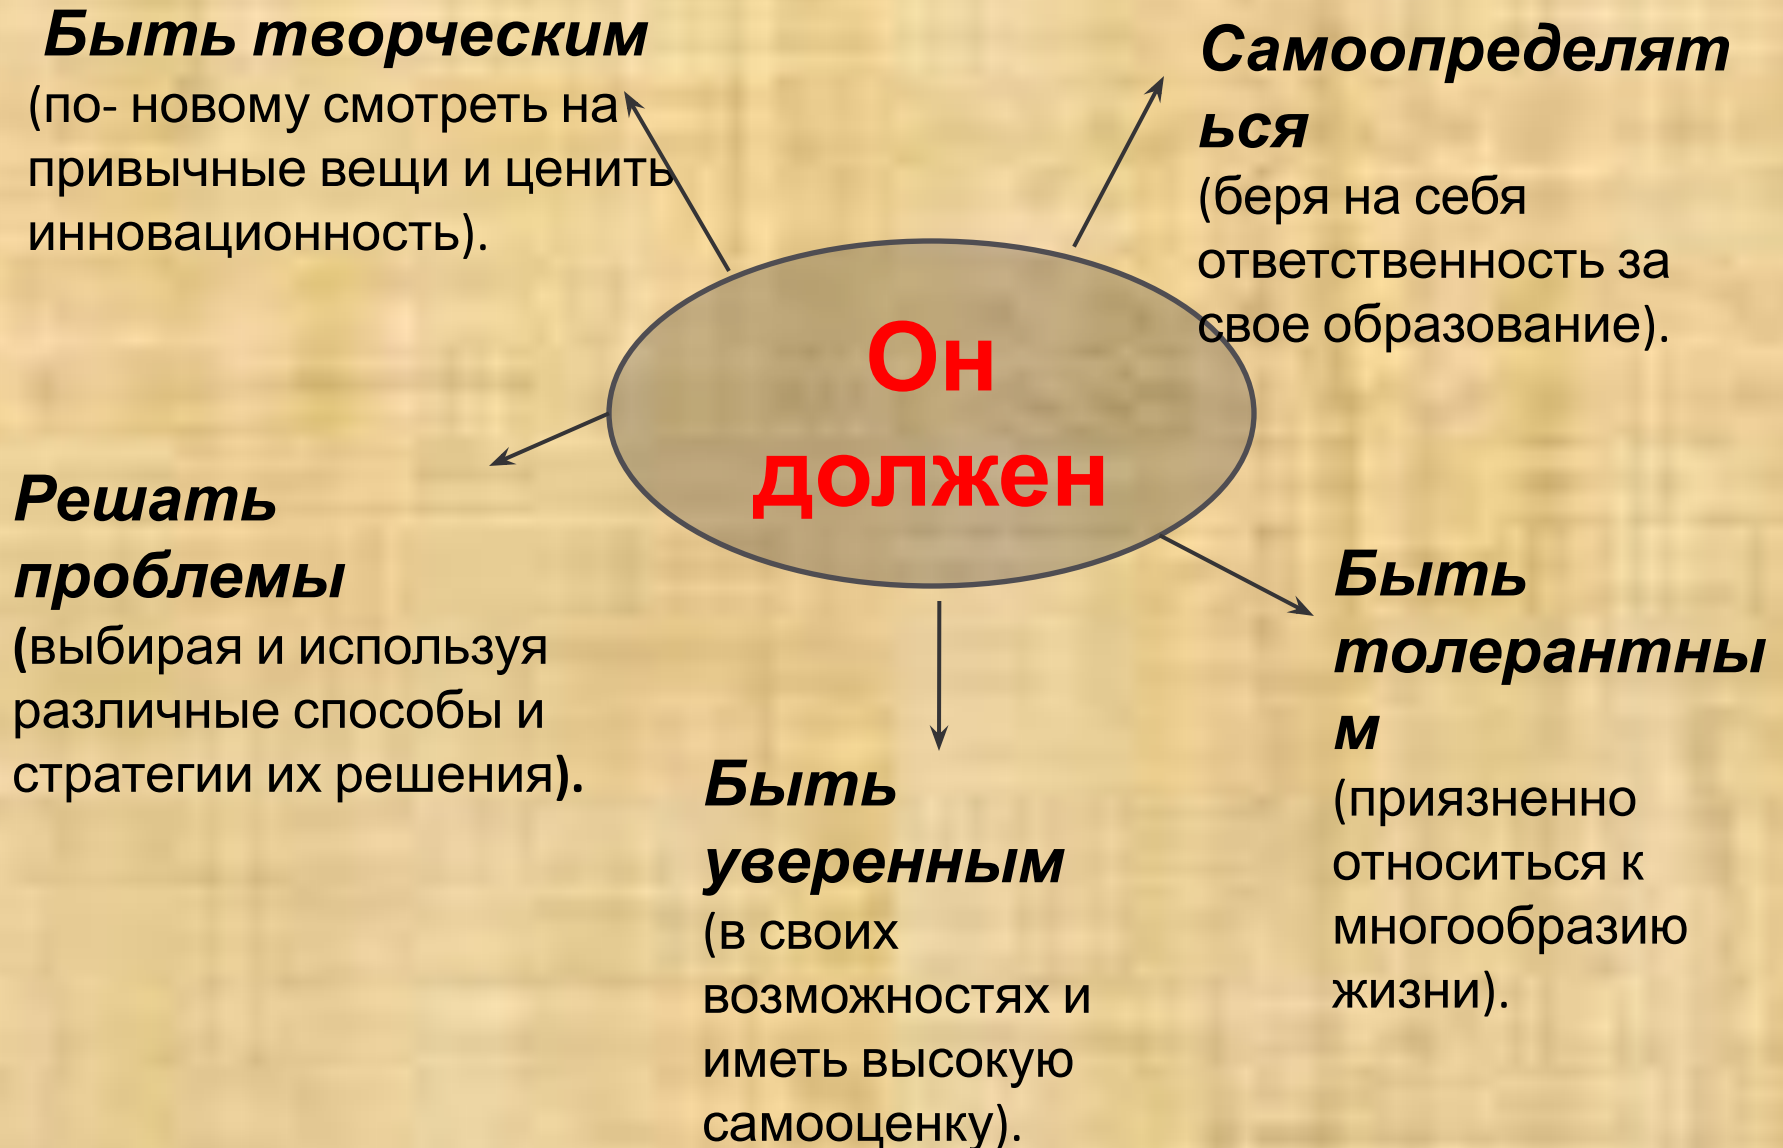 Быть творческим
(по- новому смотреть на
привычные вещи и ценить
инновационность).
Самоопределят
ься
(беря на себя
ответственность за
свое образование).
Он
должен
Решать
проблемы
(выбирая и используя
различные способы и
стратегии их решения).
Быть
уверенным
(в своих
возможностях и
иметь высокую
самооценку).
Быть
толерантны
м
(приязненно
относиться к
многообразию
жизни).